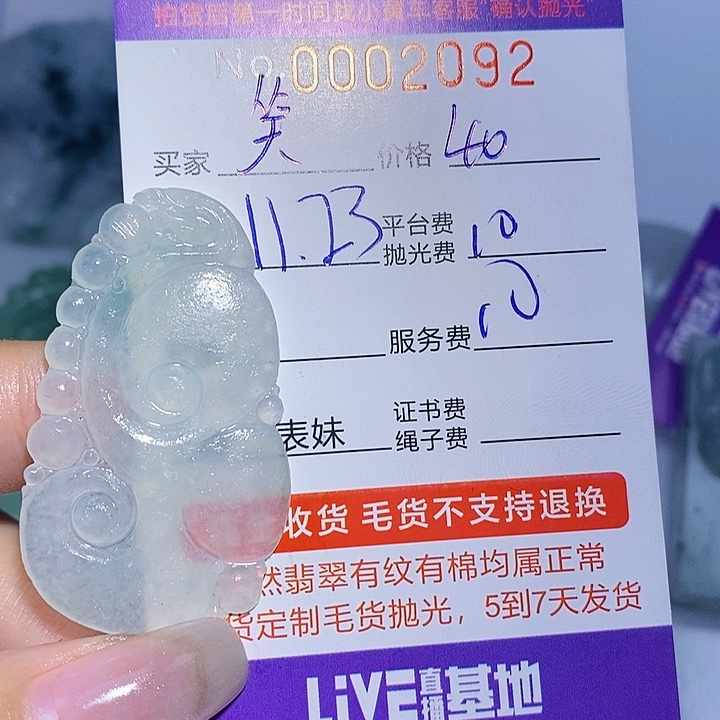 拍货后第一时间找小黄车客服“确认抛光”
No 0002092
买家 笑 价格 40
11.23 平台费 抛光费 10
服务费 10
表妹 证书费 绳子费
收货 毛货不支持退换
然翡翠有纹有棉均属正常
货定制毛货抛光，5到7天发货
LiVE直播基地